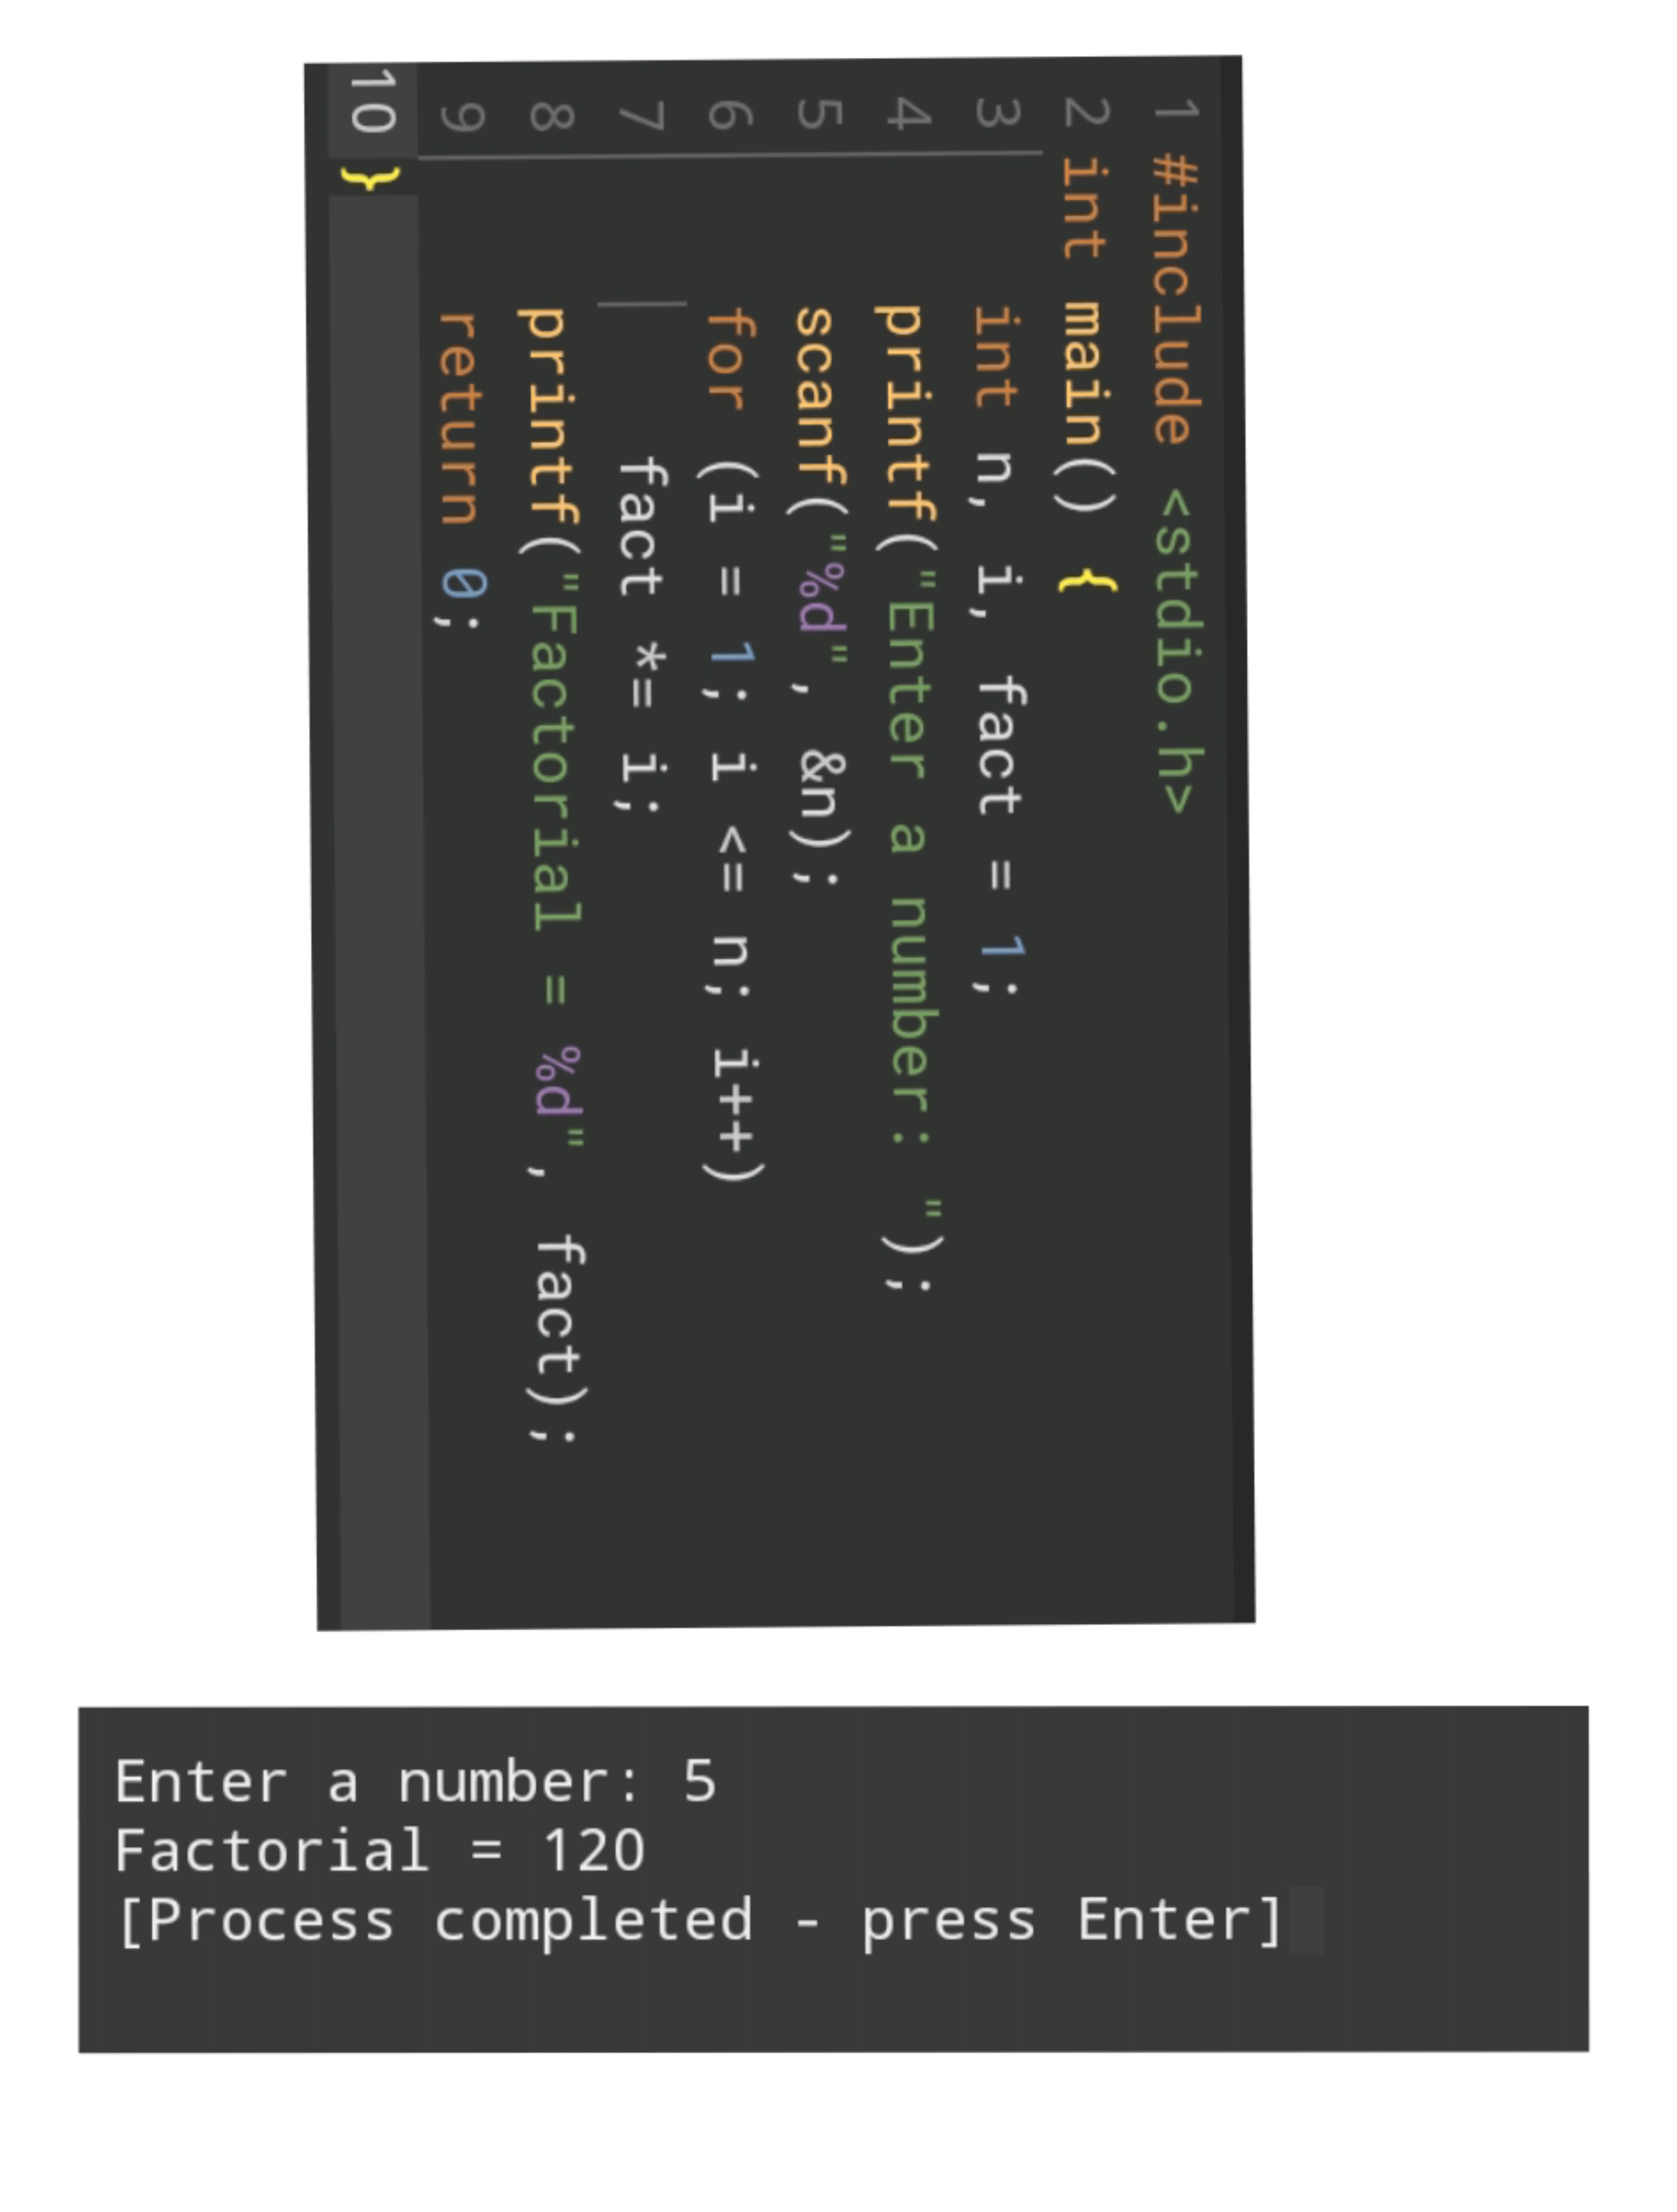 1 #include <stdio.h>
2 int main() {
3 int n, i, fact = 1;
4 printf("Enter a number: ");
5 scanf("%d", &n);
6 for (i = 1; i <= n; i++)
7 fact *= i;
8 printf("Factorial = %d", fact);
9 return 0;
10 }
Enter a number: 5
Factorial = 120
[Process completed - press Enter]